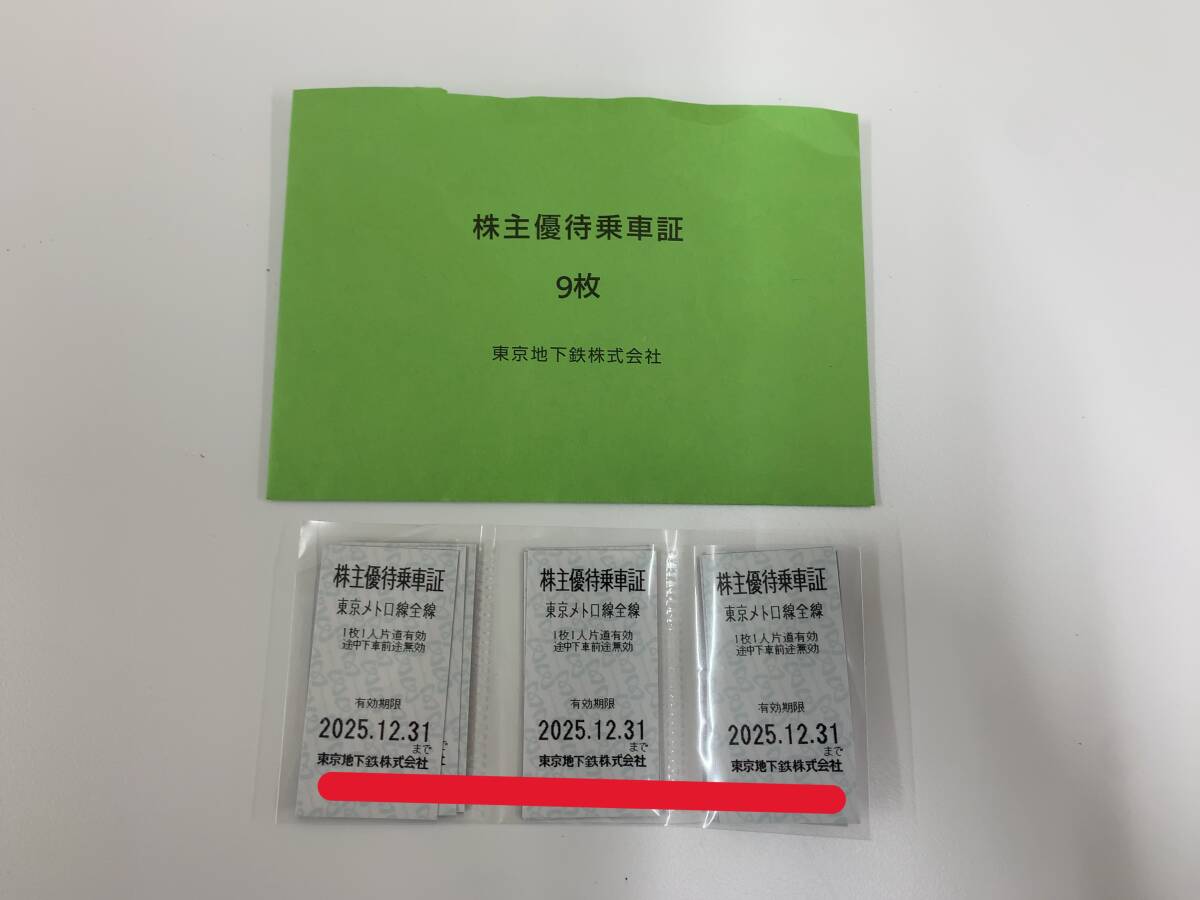 株主優待乗車証
9枚
東京地下鉄株式会社
株主優待乗車証
東京メトロ線全線
1枚1人片道有効
途中下車前途無効
有効期限
2025.12.31
まで
東京地下鉄株式会社
株主優待乗車証
東京メトロ線全線
1枚1人片道有効
途中下車前途無効
有効期限
2025.12.31
まで
東京地下鉄株式会社
株主優待乗車証
東京メトロ線全線
1枚1人片道有効
途中下車前途無効
有効期限
2025.12.31
まで
東京地下鉄株式会社